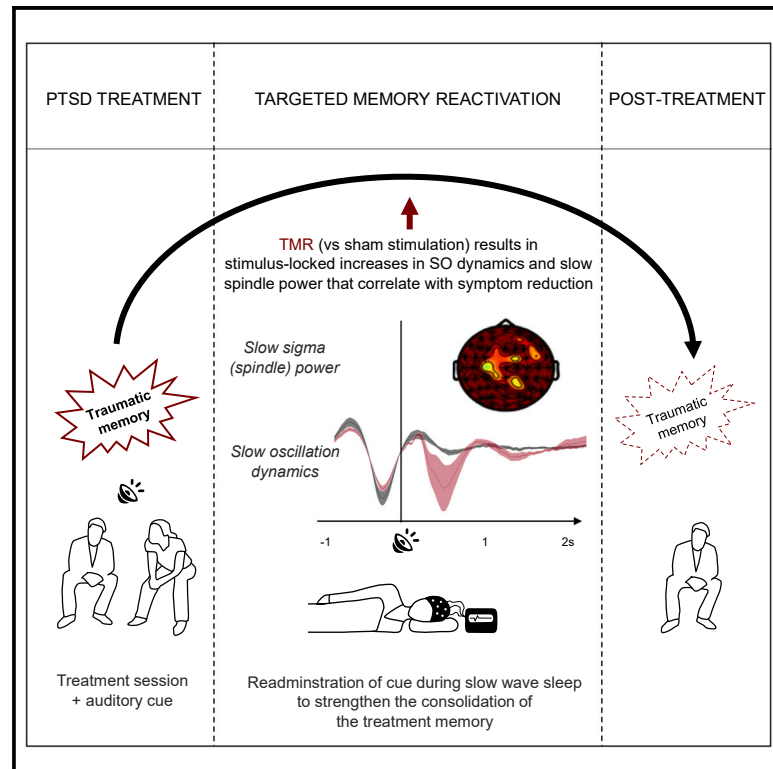 PTSD TREATMENT
TARGETED MEMORY REACTIVATION
POST-TREATMENT
TMR (vs sham stimulation) results in
stimulus-locked increases in SO dynamics and slow
spindle power that correlate with symptom reduction
Slow sigma
(spindle) power
Traumatic
memory
Slow oscillation
dynamics
-1
1
2s
Traumatic
memory
Treatment session
+ auditory cue
Readminstration of cue during slow wave sleep
to strengthen the consolidation of
the treatment memory